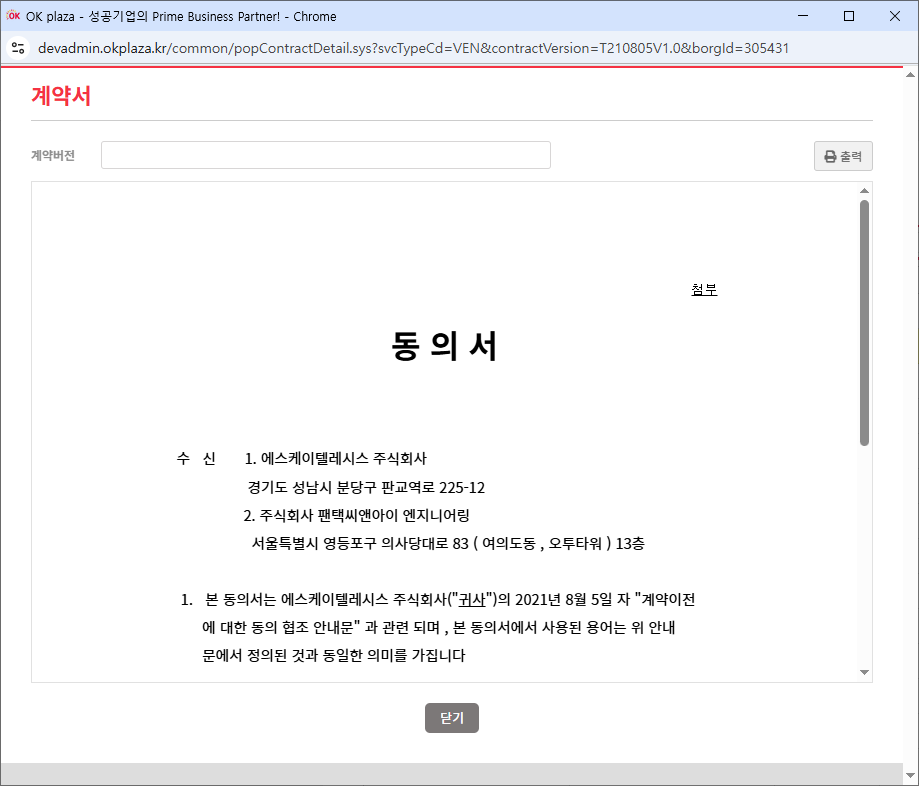 OK plaza - 성공기업의 Prime Business Partner! - Chrome
devadmin.okplaza.kr/common/popContractDetail.sys?svcTypeCd=VEN&contractVersion=T210805V1.0&borgId=305431
계약서
계약버전
출력
첨부
동 의 서
수 신 1. 에스케이텔레시스 주식회사
경기도 성남시 분당구 판교역로 225-12
2. 주식회사 팬택씨앤아이 엔지니어링
서울특별시 영등포구 의사당대로 83 ( 여의도동 , 오투타워 ) 13층
1. 본 동의서는 에스케이텔레시스 주식회사("귀사")의 2021년 8월 5일 자 "계약이전
에 대한 동의 협조 안내문" 과 관련 되며 , 본 동의서에서 사용된 용어는 위 안내
문에서 정의된 것과 동일한 의미를 가집니다
닫기